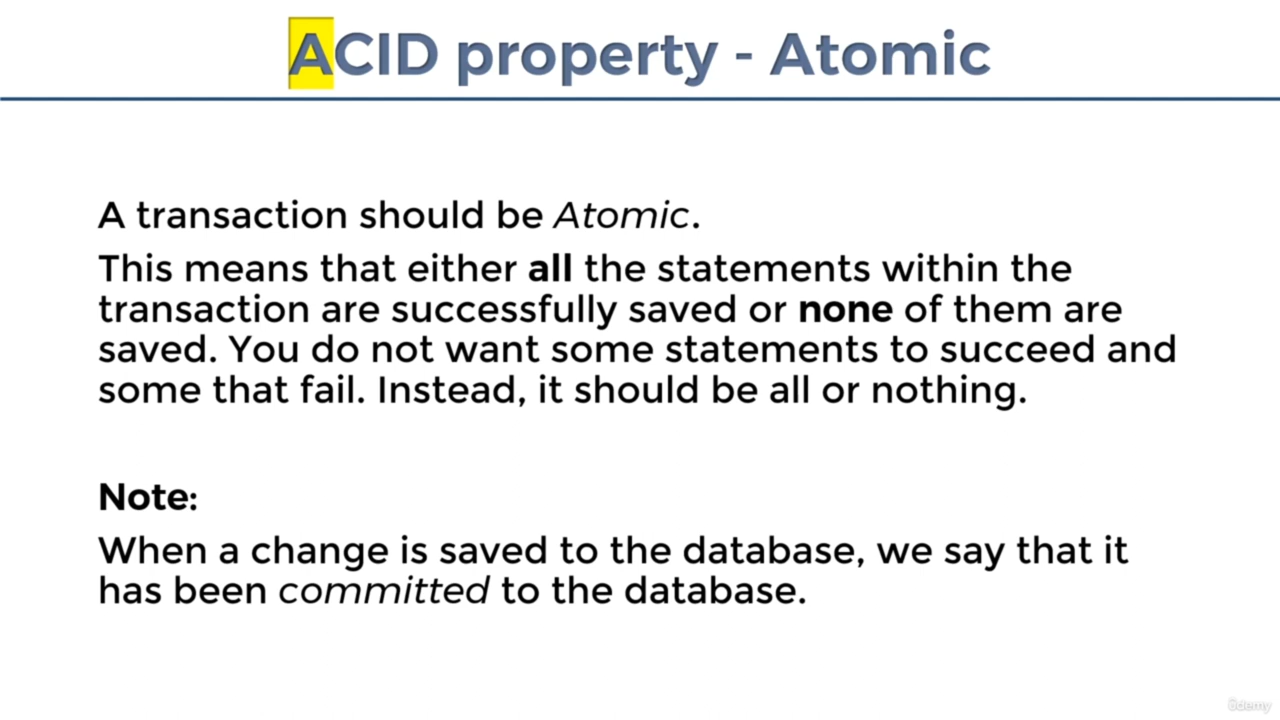 ACID property - Atomic
A transaction should be Atomic.
This means that either all the statements within the
transaction are successfully saved or none of them are
saved. You do not want some statements to succeed and
some that fail. Instead, it should be all or nothing.
Note:
When a change is saved to the database, we say that it
has been committed to the database.
ûdemy